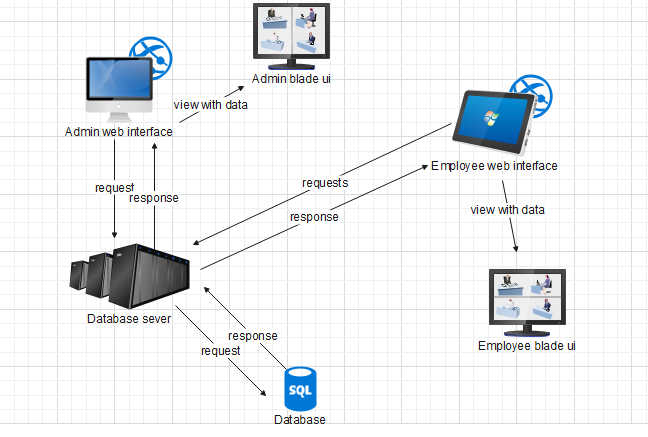 Admin blade ui
view with data
Admin web interface
Employee web interface
requests
request
response
response
view with data
Database sever
response
request
Employee blade ui
SQL
Database